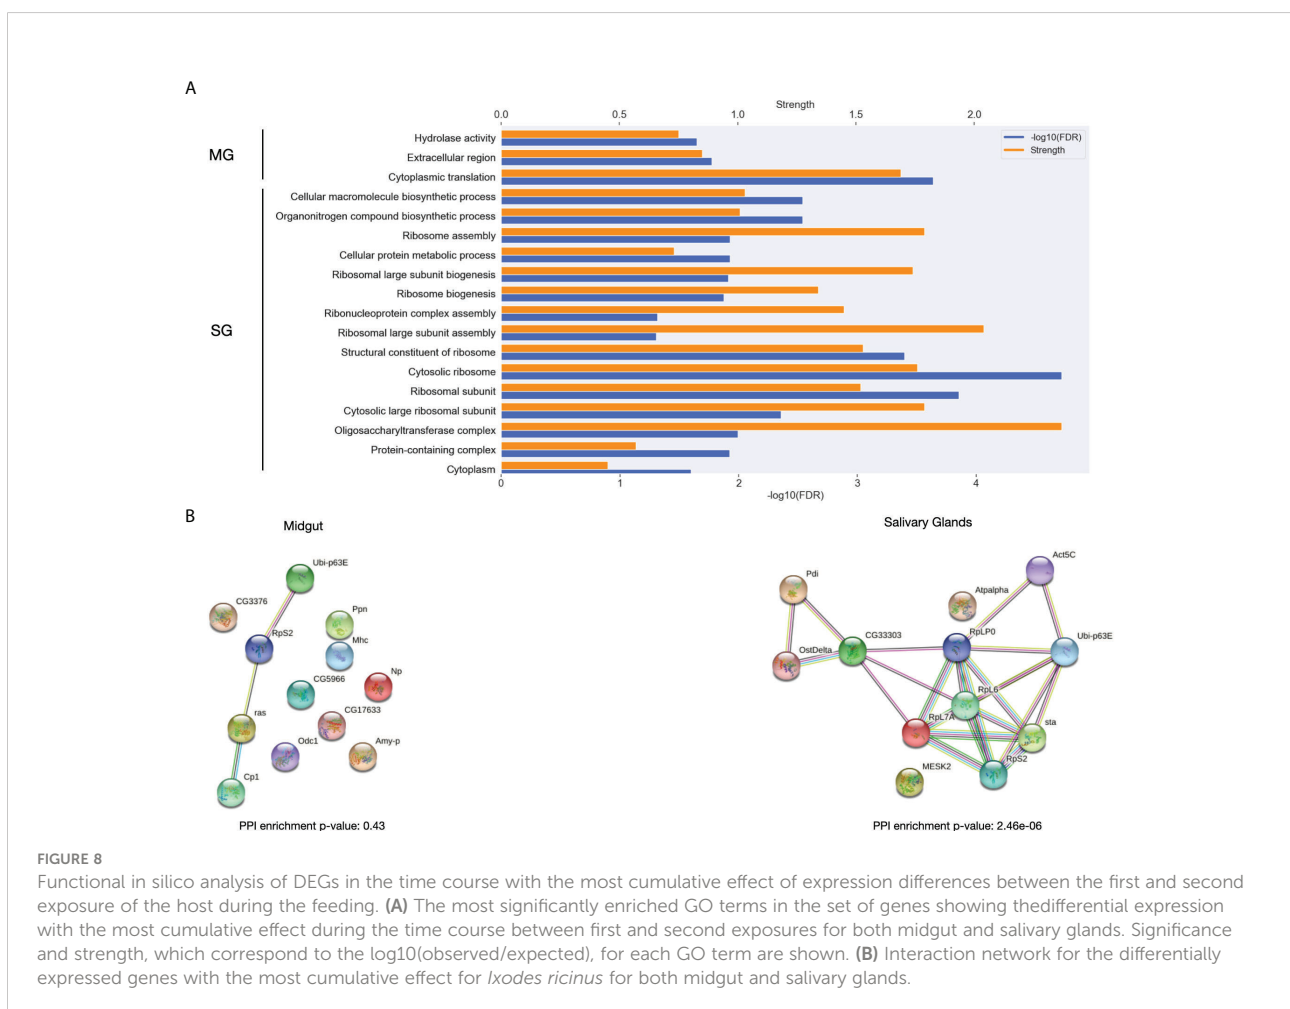 A
Strength
0.0 0.5 1.0 1.5 2.0
-log10(FDR)
Strength
MG
Hydrolase activity
Extracellular region
Cytoplasmic translation
SG
Cellular macromolecule biosynthetic process
Organonitrogen compound biosynthetic process
Ribosome assembly
Cellular protein metabolic process
Ribosomal large subunit biogenesis
Ribosome biogenesis
Ribonucleoprotein complex assembly
Ribosomal large subunit assembly
Structural constituent of ribosome
Cytosolic ribosome
Ribosomal subunit
Cytosolic large ribosomal subunit
Oligosaccharyltransferase complex
Protein-containing complex
Cytoplasm
0 1 2 3 4
-log10(FDR)
B
Midgut
Ubi-p63E
CG3376
Ppn
RpS2
Mhc
CG5966
Np
ras
CG17633
Odc1
Amy-p
Cp1
PPI enrichment p-value: 0.43
Salivary Glands
Act5C
Pdi
Atpalpha
CG33303
RpLP0
Ubi-p63E
OstDelta
RpL6
RpL7A
sta
RpS2
MESK2
PPI enrichment p-value: 2.46e-06
FIGURE 8
Functional in silico analysis of DEGs in the time course with the most cumulative effect of expression differences between the first and second
exposure of the host during the feeding. (A) The most significantly enriched GO terms in the set of genes showing thedifferential expression
with the most cumulative effect during the time course between first and second exposures for both midgut and salivary glands. Significance
and strength, which correspond to the log10(observed/expected), for each GO term are shown. (B) Interaction network for the differentially
expressed genes with the most cumulative effect for Ixodes ricinus for both midgut and salivary glands.